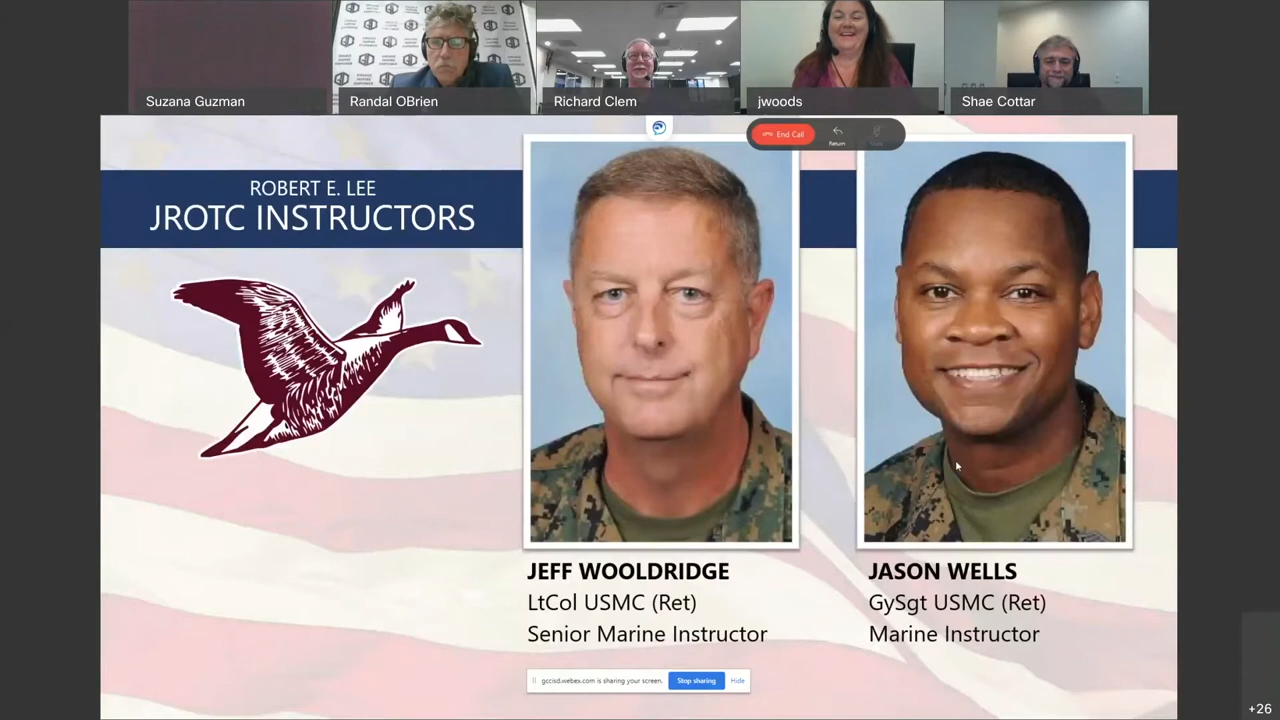 Suzana Guzman
Randal OBrien
Richard Clem
jwoods
Shae Cottar
End Call
Return
ROBERT E. LEE
JROTC INSTRUCTORS
JEFF WOOLDRIDGE
LtCol USMC (Ret)
Senior Marine Instructor
JASON WELLS
GySgt USMC (Ret)
Marine Instructor
gccisd.webex.com is sharing your screen.
Stop sharing
Hide
+26